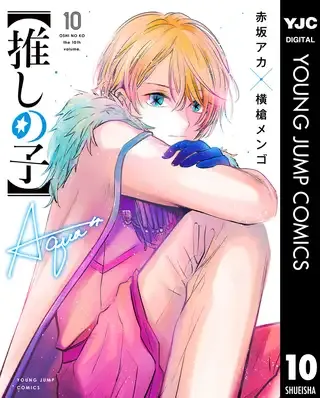 10
OSHI NO KO
the 10th
volume.
赤坂アカ×横槍メンゴ
【推しの子】
Aqua
YOUNG JUMP
COMICS
YJC
DIGITAL
YOUNG JUMP COMICS
10
SHUEISHA